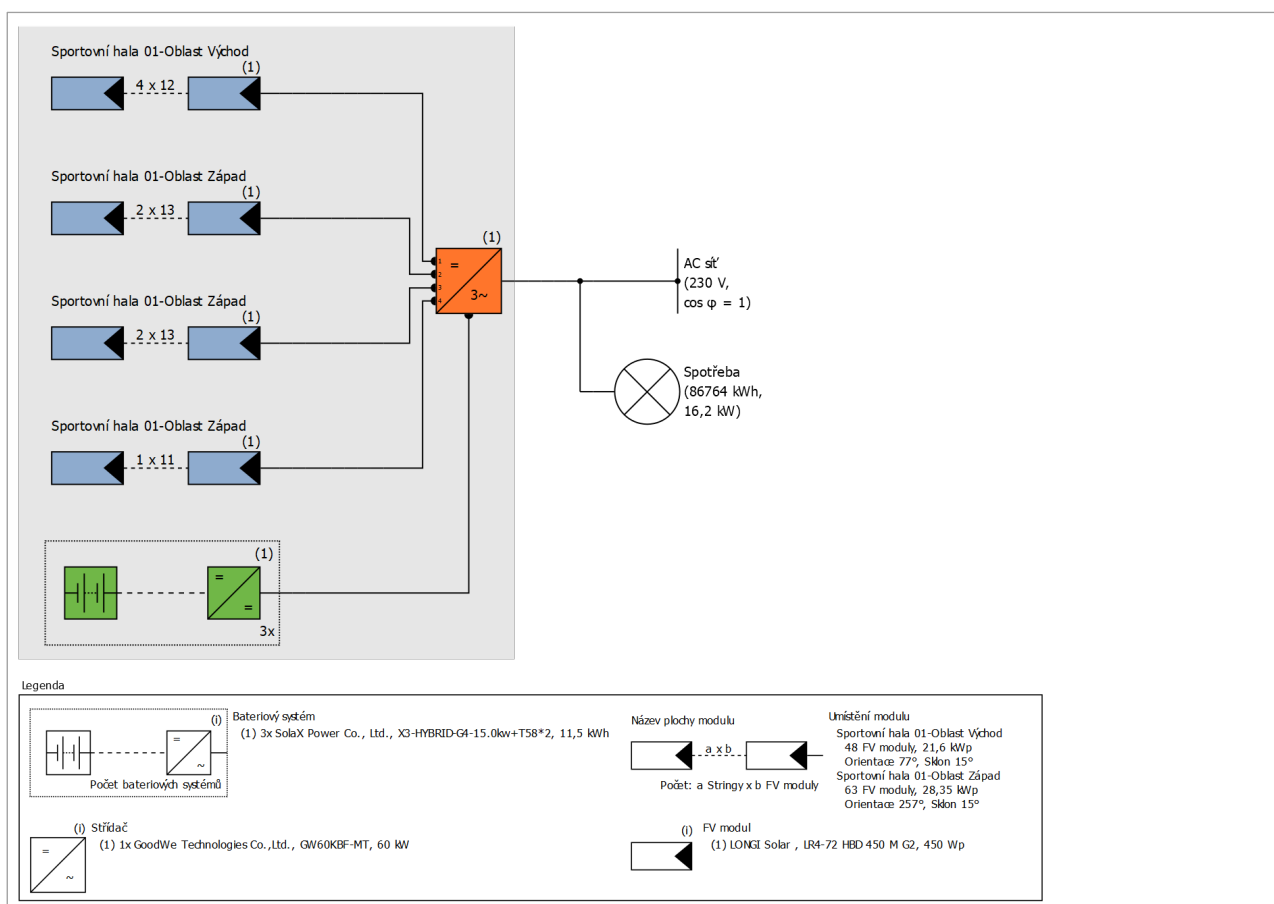 Sportovní hala 01-Oblast Východ
(1)
4 x 12
Sportovní hala 01-Oblast Západ
(1)
2 x 13
Sportovní hala 01-Oblast Západ
(1)
2 x 13
Sportovní hala 01-Oblast Západ
(1)
1 x 11
(1)
=
=
3x
(1)
1
2
3
4
=
3~
AC síť
(230 V,
cos φ = 1)
Spotřeba
(86764 kWh,
16,2 kW)
Legenda
(i)
=
~
Počet bateriových systémů
Bateriový systém
(1) 3x SolaX Power Co., Ltd., X3-HYBRID-G4-15.0kw+T58*2, 11,5 kWh
(i) Střídač
=
~
(1) 1x GoodWe Technologies Co.,Ltd., GW60KBF-MT, 60 kW
Název plochy modulu
a x b
Počet: a Stringy x b FV moduly
Umístění modulu
Sportovní hala 01-Oblast Východ
48 FV moduly, 21,6 kWp
Orientace 77°, Sklon 15°
Sportovní hala 01-Oblast Západ
63 FV moduly, 28,35 kWp
Orientace 257°, Sklon 15°
(i) FV modul
(1) LONGI Solar , LR4-72 HBD 450 M G2, 450 Wp